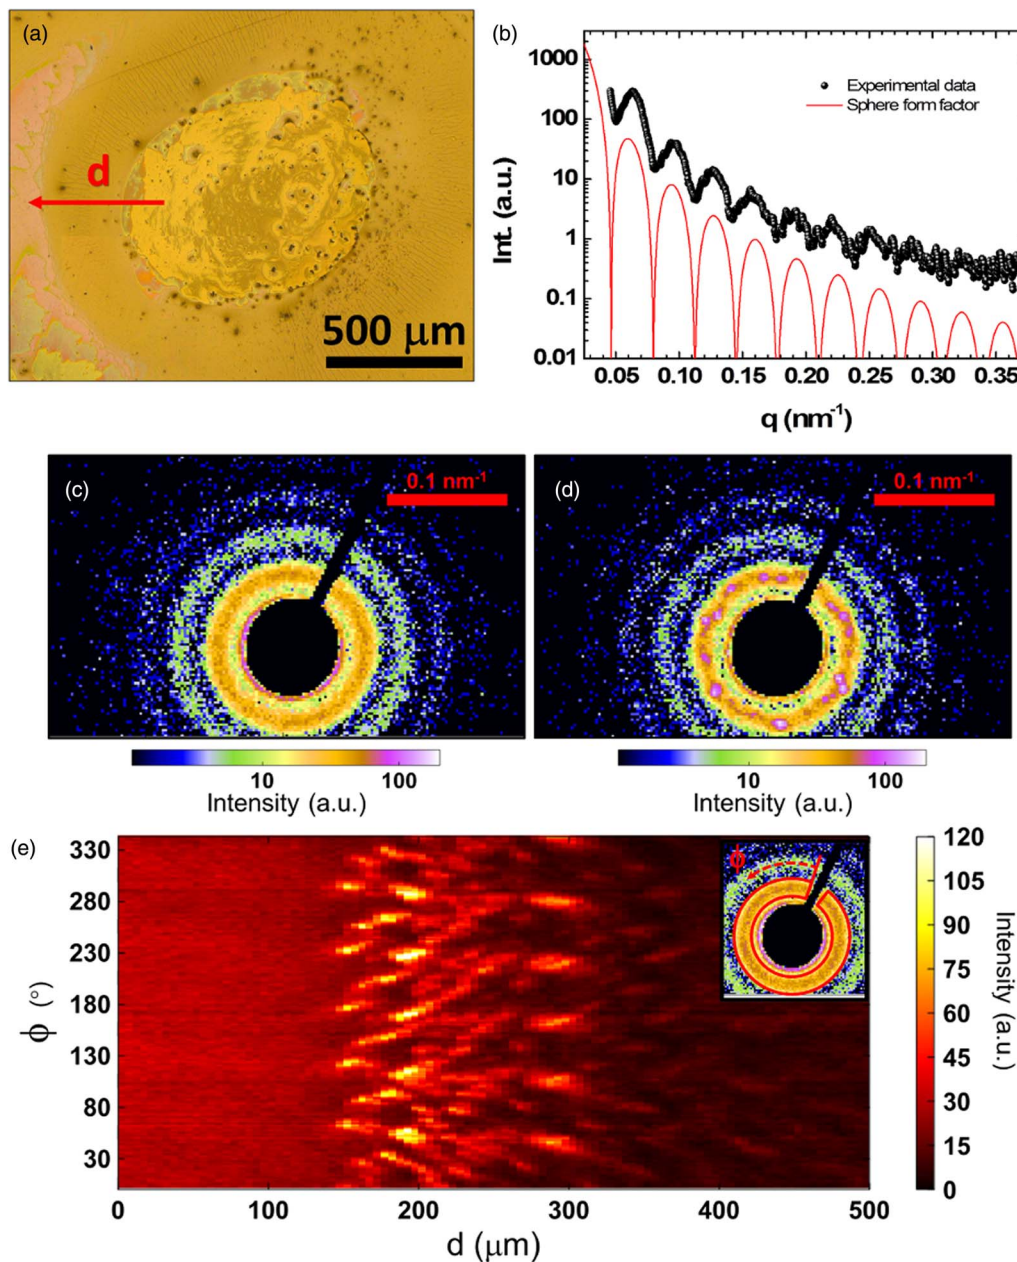 (a)
d
500 μm
(b)
1000
100
10
1
0.1
0.01
Int. (a.u.)
Experimental data
Sphere form factor
0.05 0.10 0.15 0.20 0.25 0.30 0.35
q (nm⁻¹)
(c)
0.1 nm⁻¹
(d)
0.1 nm⁻¹
10 100
Intensity (a.u.)
10 100
Intensity (a.u.)
(e)
330
280
230
180
130
80
30
ϕ (°)
ϕ
0 100 200 300 400 500
d (μm)
120
105
90
75
60
45
30
15
0
Intensity (a.u.)